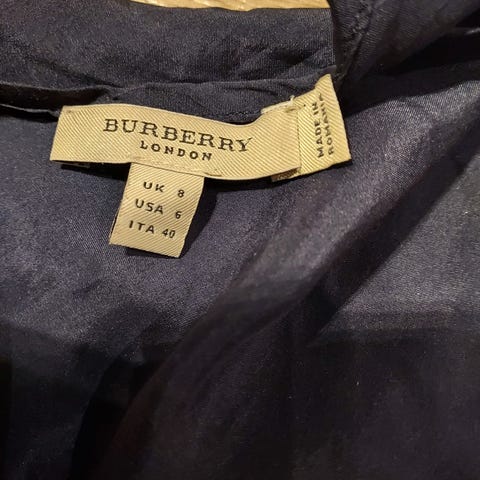 BURBERRY
LONDON
UK 8
USA 6
ITA 40
MADE IN
ROMANIA